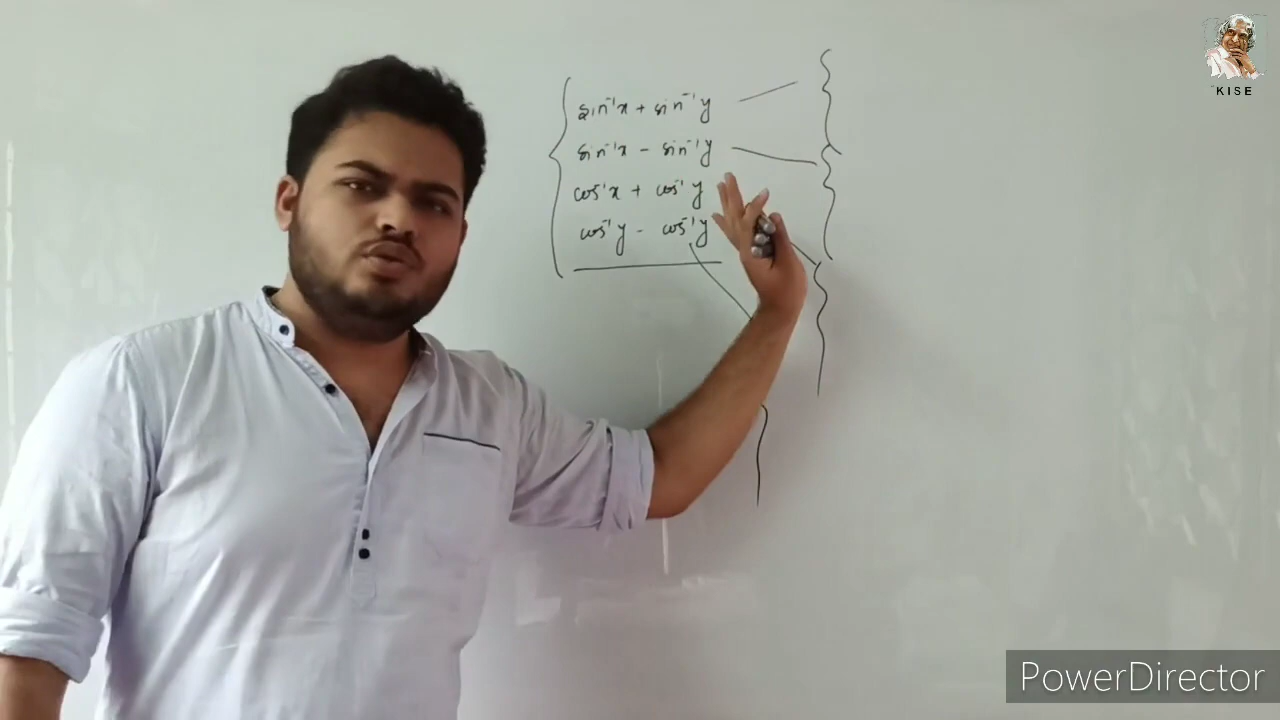 sin⁻¹x + sin⁻¹y
sin⁻¹x - sin⁻¹y
cos⁻¹x + cos⁻¹y
cos⁻¹y - cos⁻¹y
KISE
PowerDirector